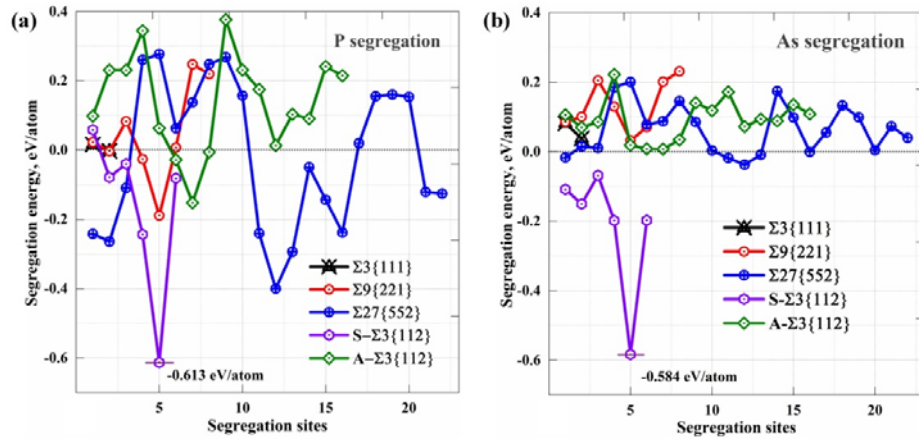 (a)
P segregation
Segregation energy, eV/atom
0.4
0.2
0.0
-0.2
-0.4
-0.6
Σ3{111}
Σ9{221}
Σ27{552}
S–Σ3{112}
A–Σ3{112}
-0.613 eV/atom
5
10
15
20
Segregation sites
(b)
As segregation
Segregation energy, eV/atom
0.4
0.2
0.0
-0.2
-0.4
-0.6
Σ3{111}
Σ9{221}
Σ27{552}
S-Σ3{112}
A-Σ3{112}
-0.584 eV/atom
5
10
15
20
Segregation sites